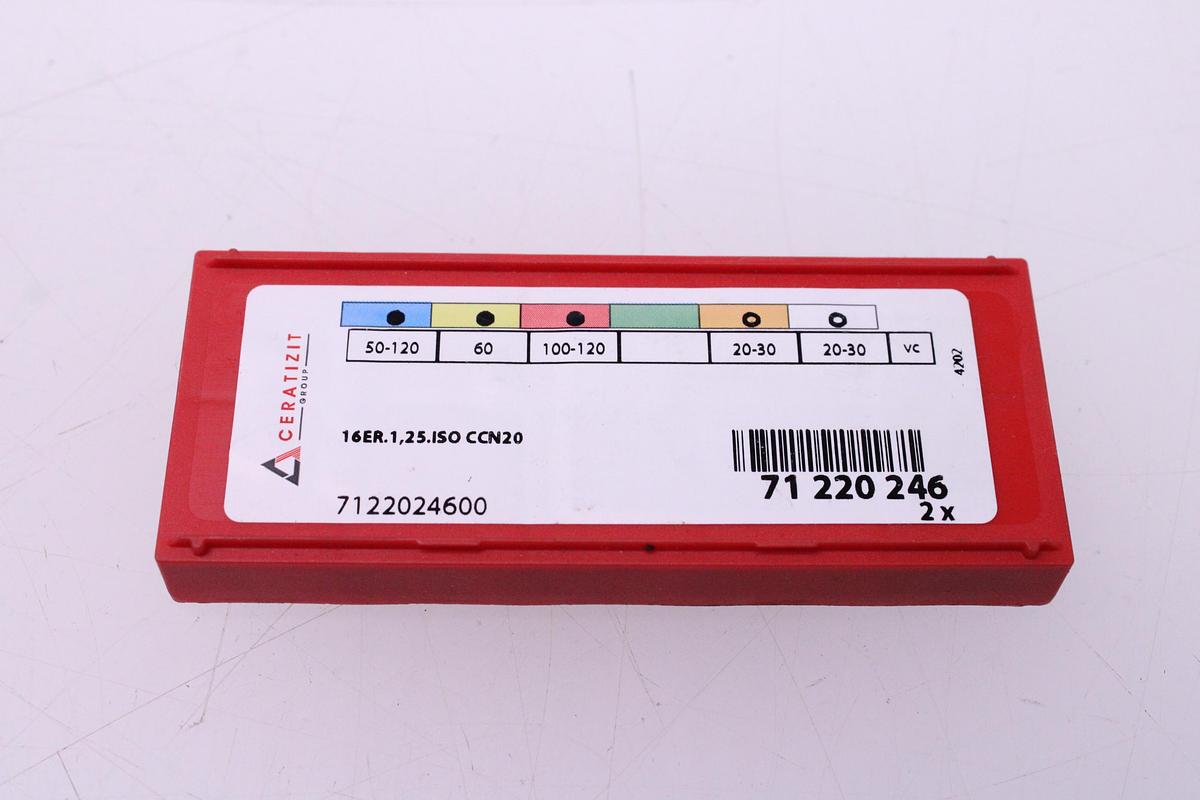 50-120 60 100-120 20-30 20-30 VC
4202
CERATIZIT
GROUP
16ER.1,25.ISO CCN20
71 220 246
7122024600
2 x